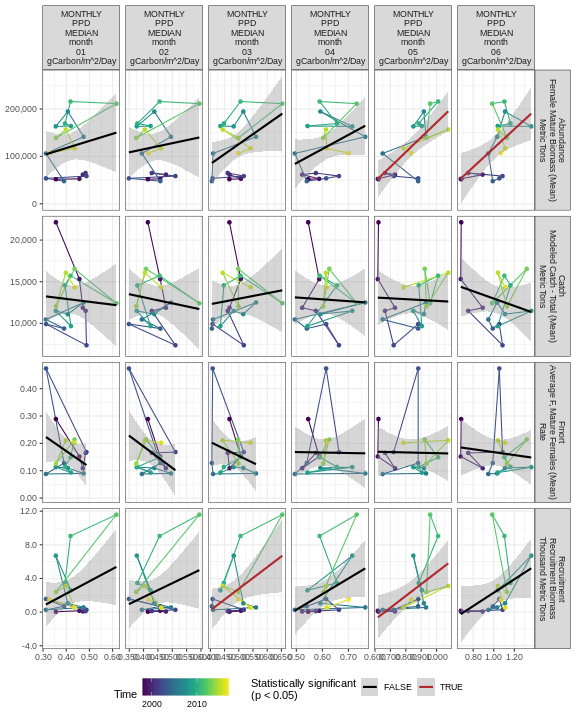 MONTHLY
PPD
MEDIAN
month
01
gCarbon/m^2/Day
MONTHLY
PPD
MEDIAN
month
02
gCarbon/m^2/Day
MONTHLY
PPD
MEDIAN
month
03
gCarbon/m^2/Day
MONTHLY
PPD
MEDIAN
month
04
gCarbon/m^2/Day
MONTHLY
PPD
MEDIAN
month
05
gCarbon/m^2/Day
MONTHLY
PPD
MEDIAN
month
06
gCarbon/m^2/Day
200,000
100,000
0
Abundance
Female Mature Biomass (Mean)
Metric Tons
20,000
15,000
10,000
Catch
Modeled Catch - Total (Mean)
Metric Tons
0.40
0.30
0.20
0.10
0.00
Fmort
Average F, Mature Females (Mean)
Rate
12.0
8.0
4.0
0.0
-4.0
Recruitment
Recruitment Biomass
Thousand Metric Tons
0.30 0.40 0.50 0.60
0.50 0.60 0.70
0.80 1.00 1.20
Time
2000 2010
Statistically significant
(p < 0.05)
FALSE
TRUE